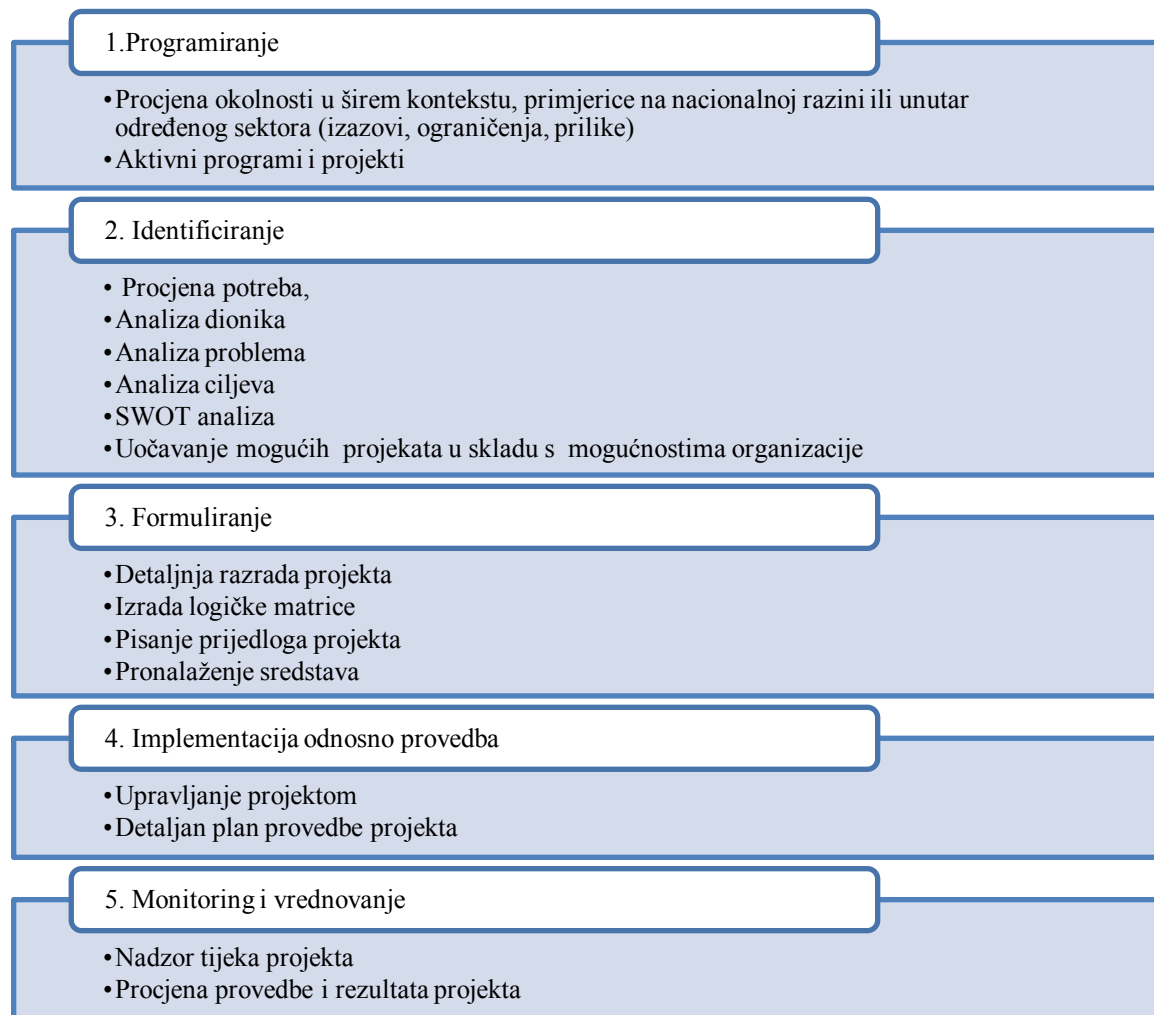 1.Programiranje
•Procjena okolnosti u širem kontekstu, primjerice na nacionalnoj razini ili unutar
određenog sektora (izazovi, ograničenja, prilike)
•Aktivni programi i projekti
2. Identificiranje
• Procjena potreba,
•Analiza dionika
•Analiza problema
•Analiza ciljeva
•SWOT analiza
•Uočavanje mogućih projekata u skladu s mogućnostima organizacije
3. Formuliranje
•Detaljnja razrada projekta
•Izrada logičke matrice
•Pisanje prijedloga projekta
•Pronalaženje sredstava
4. Implementacija odnosno provedba
•Upravljanje projektom
•Detaljan plan provedbe projekta
5. Monitoring i vrednovanje
•Nadzor tijeka projekta
•Procjena provedbe i rezultata projekta